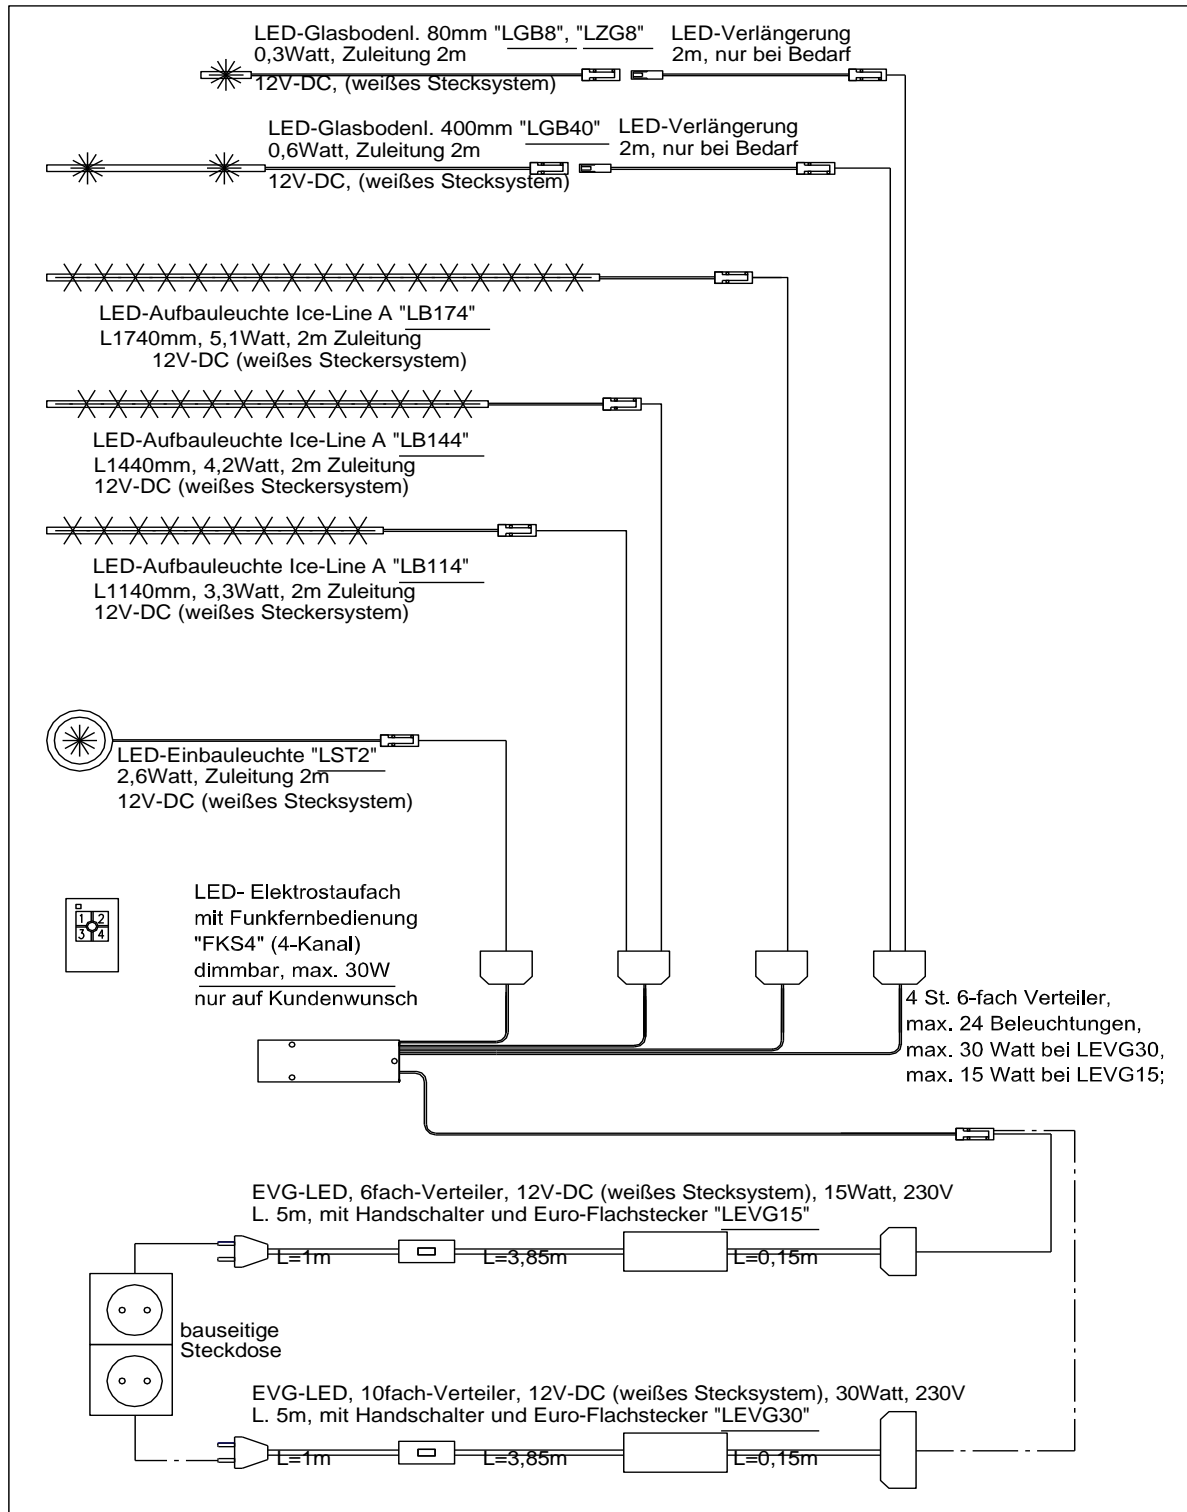 LED-Glasbodenl. 80mm "LGB8", "LZG8"
0,3Watt, Zuleitung 2m
12V-DC, (weißes Stecksystem)
LED-Verlängerung
2m, nur bei Bedarf
LED-Glasbodenl. 400mm "LGB40"
0,6Watt, Zuleitung 2m
12V-DC, (weißes Stecksystem)
LED-Verlängerung
2m, nur bei Bedarf
LED-Aufbauleuchte Ice-Line A "LB174"
L1740mm, 5,1Watt, 2m Zuleitung
12V-DC (weißes Steckersystem)
LED-Aufbauleuchte Ice-Line A "LB144"
L1440mm, 4,2Watt, 2m Zuleitung
12V-DC (weißes Steckersystem)
LED-Aufbauleuchte Ice-Line A "LB114"
L1140mm, 3,3Watt, 2m Zuleitung
12V-DC (weißes Steckersystem)
LED-Einbauleuchte "LST2"
2,6Watt, Zuleitung 2m
12V-DC (weißes Stecksystem)
1 2
3 4
LED- Elektrostaufach
mit Funkfernbedienung
"FKS4" (4-Kanal)
dimmbar, max. 30W
nur auf Kundenwunsch
4 St. 6-fach Verteiler,
max. 24 Beleuchtungen,
max. 30 Watt bei LEVG30,
max. 15 Watt bei LEVG15;
EVG-LED, 6fach-Verteiler, 12V-DC (weißes Stecksystem), 15Watt, 230V
L. 5m, mit Handschalter und Euro-Flachstecker "LEVG15"
L=1m L=3,85m L=0,15m
bauseitige
Steckdose
EVG-LED, 10fach-Verteiler, 12V-DC (weißes Stecksystem), 30Watt, 230V
L. 5m, mit Handschalter und Euro-Flachstecker "LEVG30"
L=1m L=3,85m L=0,15m